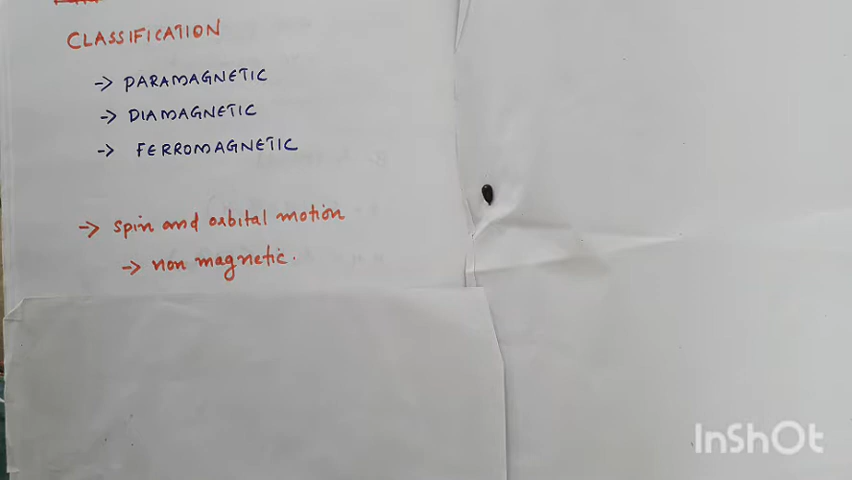 CLASSIFICATION
→ PARAMAGNETIC
→ DIAMAGNETIC
→ FERROMAGNETIC
→ spin and orbital motion
→ non magnetic.
InShOt